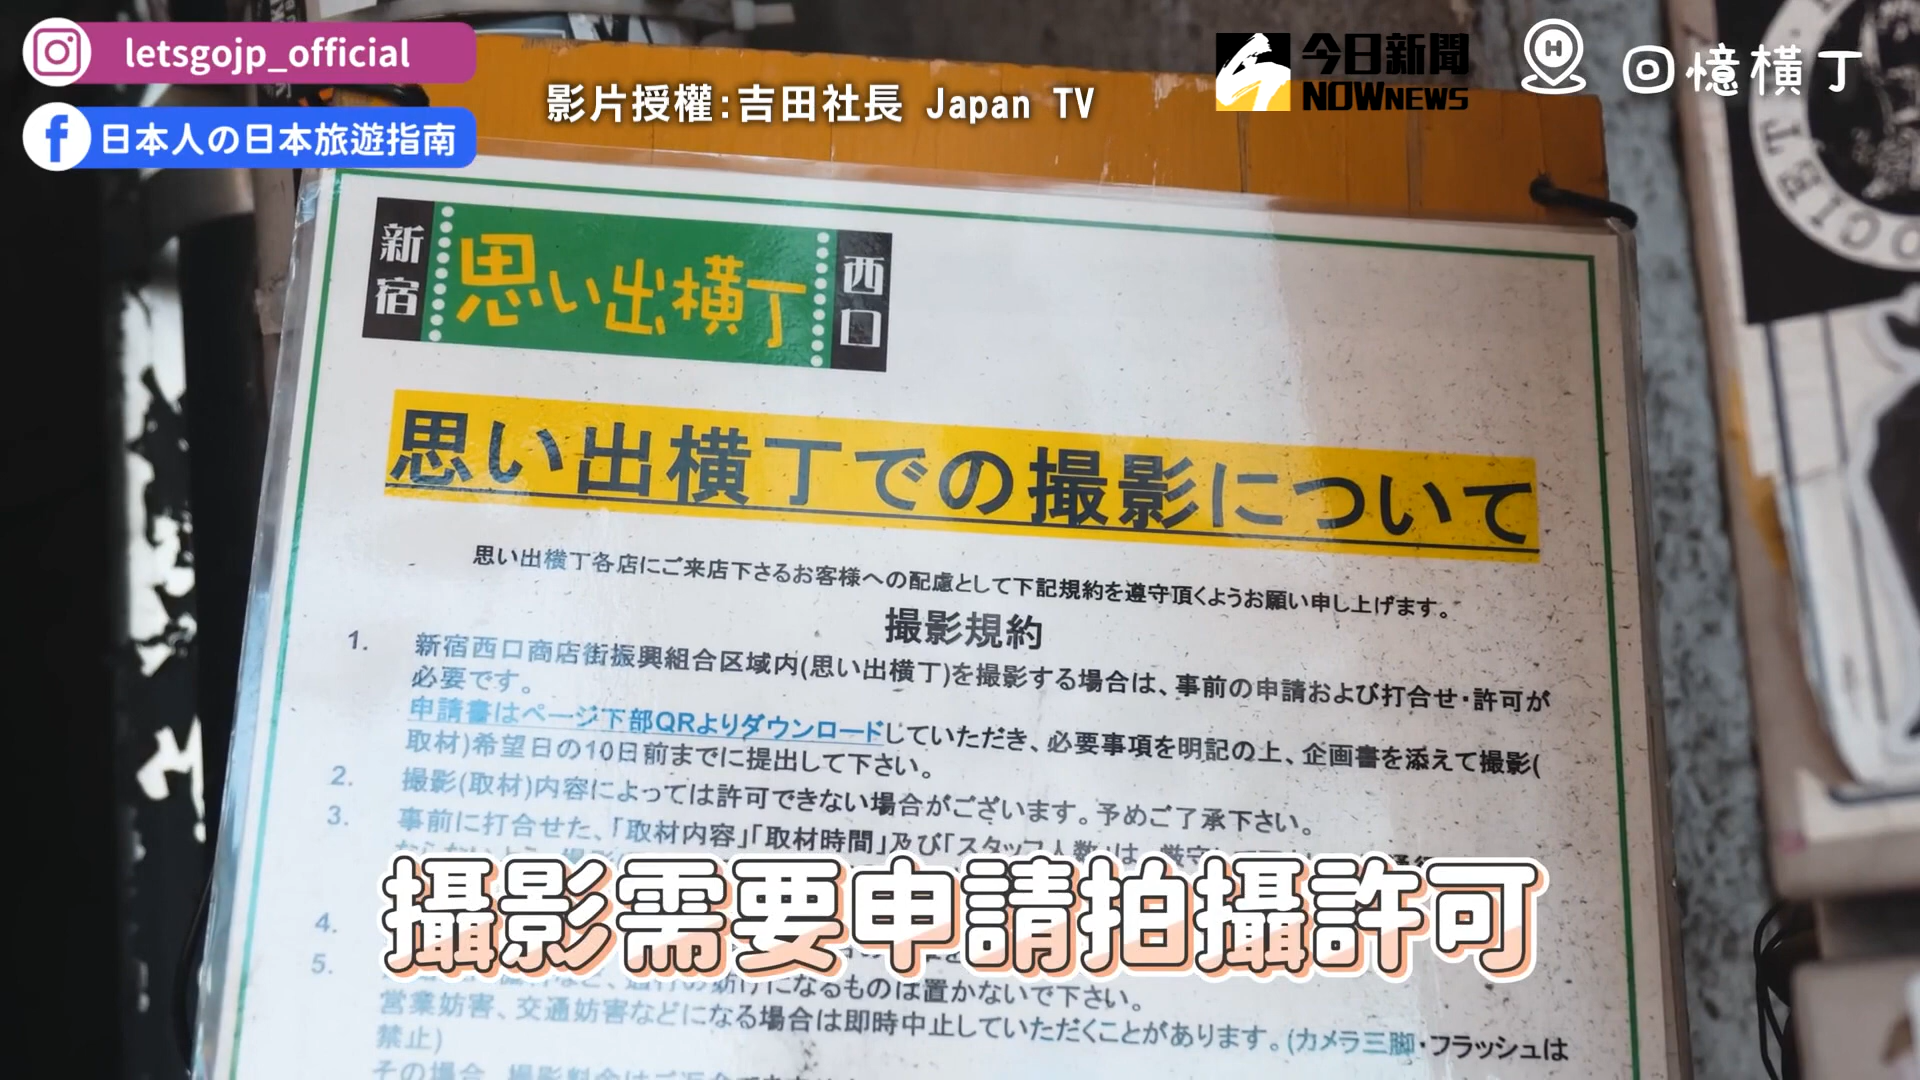 letsgojp_official
日本人の日本旅遊指南
影片授權:吉田社長 Japan TV
今日新聞
NOWNEWS
H
回憶橫丁
新宿
思い出横丁
西口
思い出横丁での撮影について
思い出横丁各店にご来店下さるお客様への配慮として下記規約を遵守頂くようお願い申し上げます。
撮影規約
1. 新宿西口商店街振興組合区域内(思い出横丁)を撮影する場合は、事前の申請および打合せ・許可が
必要です。
申請書はページ下部QRよりダウンロードしていただき、必要事項を明記の上、企画書を添えて撮影(
取材)希望日の10日前までに提出して下さい。
2. 撮影(取材)内容によっては許可できない場合がございます。予めご了承下さい。
3. 事前に打合せた、「取材内容」「取材時間」及び「スタッフ人数」は、厳守
攝影需要申請拍攝許可
4.
5.
になるものは置かないで下さい。
営業妨害、交通妨害などになる場合は即時中止していただくことがあります。(カメラ三脚・フラッシュは
禁止)
その場合、撮影料金はご返金